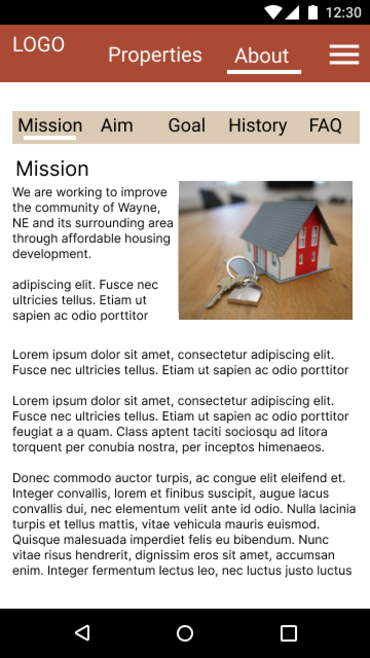 12:30
LOGO
Properties
About
Mission
Aim
Goal
History
FAQ
Mission
We are working to improve
the community of Wayne,
NE and its surrounding area
through affordable housing
development.
adipiscing elit. Fusce nec
ultricies tellus. Etiam ut
sapien ac odio porttitor
Lorem ipsum dolor sit amet, consectetur adipiscing elit.
Fusce nec ultricies tellus. Etiam ut sapien ac odio porttitor
Lorem ipsum dolor sit amet, consectetur adipiscing elit.
Fusce nec ultricies tellus. Etiam ut sapien ac odio porttitor
feugiat a a quam. Class aptent taciti sociosqu ad litora
torquent per conubia nostra, per inceptos himenaeos.
Donec commodo auctor turpis, ac congue elit eleifend et.
Integer convallis, lorem et finibus suscipit, augue lacus
convallis dui, nec elementum velit ante id odio. Nulla lacinia
turpis et tellus mattis, vitae vehicula mauris euismod.
Quisque malesuada imperdiet felis eu bibendum. Nunc
vitae risus hendrerit, dignissim eros sit amet, accumsan
enim. Integer fermentum lectus leo, nec luctus justo luctus